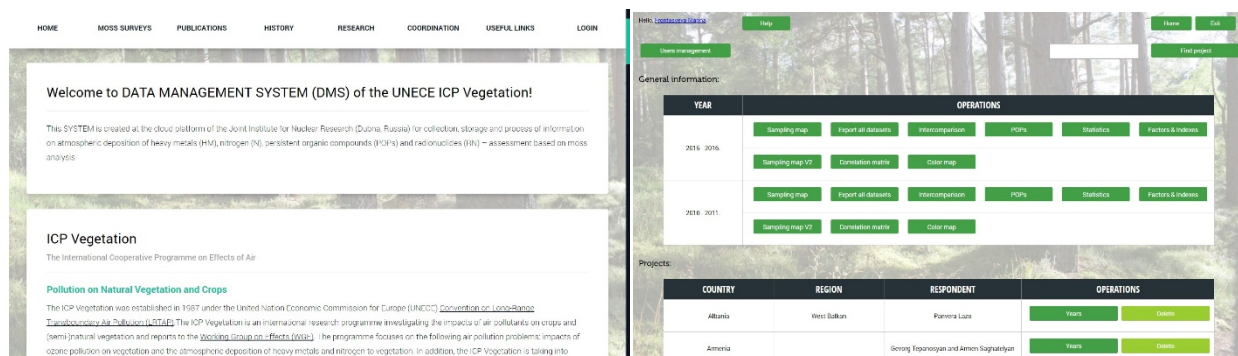 HOME MOSS SURVEYS PUBLICATIONS HISTORY RESEARCH COORDINATION USEFUL LINKS LOGIN
Welcome to DATA MANAGEMENT SYSTEM (DMS) of the UNECE ICP Vegetation!
This SYSTEM is created at the cloud platform of the Joint Institute for Nuclear Research (Dubna, Russia) for collection, storage and process of information
on atmospheric deposition of heavy metals (HM), nitrogen (N), persistent organic compounds (POPs) and radionuclides (RN) – assessment based on moss
analysis
ICP Vegetation
The International Cooperative Programme on Effects of Air
Pollution on Natural Vegetation and Crops
The ICP Vegetation was established in 1987 under the United Nation Economic Commission for Europe (UNECE) Convention on Long-Range
Transboundary Air Pollution (LRTAP). The ICP Vegetation is an international research programme investigating the impacts of air pollutants on crops and
(semi-)natural vegetation and reports to the Working Group on Effects (WGE). The programme focuses on the following air pollution problems: impacts of
ozone pollution on vegetation and the atmospheric deposition of heavy metals and nitrogen to vegetation. In addition, the ICP Vegetation is taking into
Hello, Help Home Exit
Users management Find project
General information:
YEAR OPERATIONS
2015 - 2016
Sampling map Export all datasets Intercomparison POPs Statistics Factors & Indexes
Sampling map V2 Correlation matrix Color map
2010 - 2011
Sampling map Export all datasets Intercomparison POPs Statistics Factors & Indexes
Sampling map V2 Correlation matrix Color map
Projects:
COUNTRY REGION RESPONDENT OPERATIONS
Albania West Balkan Lazo Years Delete
Armenia Gevorg Tepanosyan and Armen Saghatelyan Years Delete